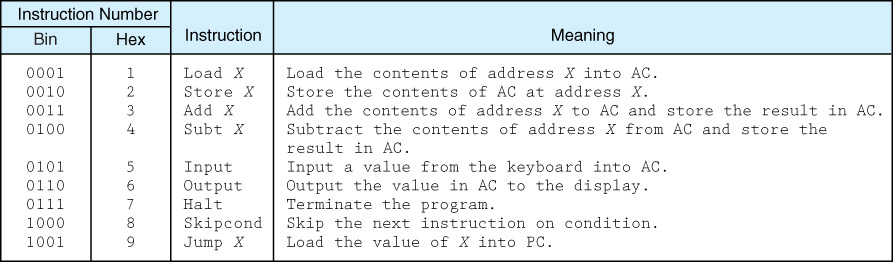 Instruction Number
Bin Hex Instruction Meaning
0001 1 Load X Load the contents of address X into AC.
0010 2 Store X Store the contents of AC at address X.
0011 3 Add X Add the contents of address X to AC and store the result in AC.
0100 4 Subt X Subtract the contents of address X from AC and store the
result in AC.
0101 5 Input Input a value from the keyboard into AC.
0110 6 Output Output the value in AC to the display.
0111 7 Halt Terminate the program.
1000 8 Skipcond Skip the next instruction on condition.
1001 9 Jump X Load the value of X into PC.